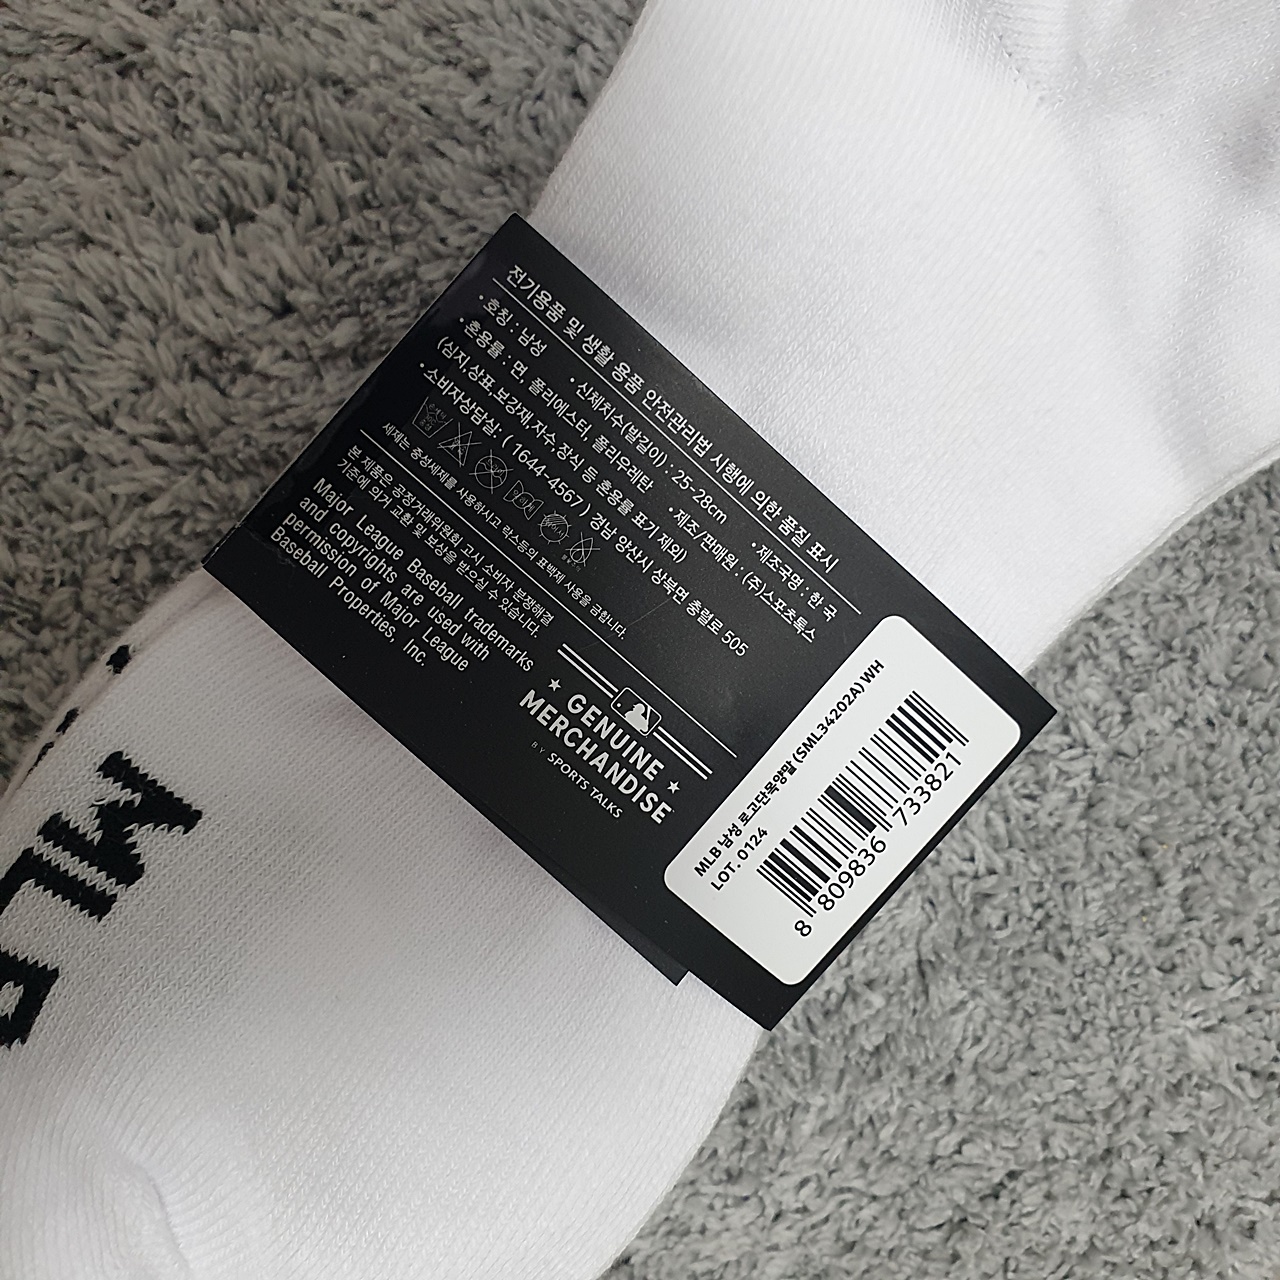 전기용품 및 생활 용품 안전관리법 시행에 의한 품질 표시
· 호칭 : 남성 · 신체치수(발길이) : 25-28cm · 제조국명 : 한 국
· 혼용률 : 면, 폴리에스터, 폴리우레탄 · 제조/판매원 : (주)스포츠톡스
(심지,상표,보강재,자수,장식 등 혼용률 표기 제외)
· 소비자상담실: ( 1644-4567 ) 경남 양산시 상북면 충렬로 505
세제는 중성세제를 사용하시고 락스등의 표백제 사용을 금합니다.
본 제품은 공정거래위원회 고시 소비자 분쟁해결
기준에 의거 교환 및 보상을 받으실 수 있습니다.
Major League Baseball trademarks
and copyrights are used with
permission of Major League
Baseball Properties, Inc.
GENUINE
MERCHANDISE
BY SPORTS TALKS
MLB 남성 로고단목양말 (SML34202A) WH
LOT. 0124
8 809836 733821
MLB